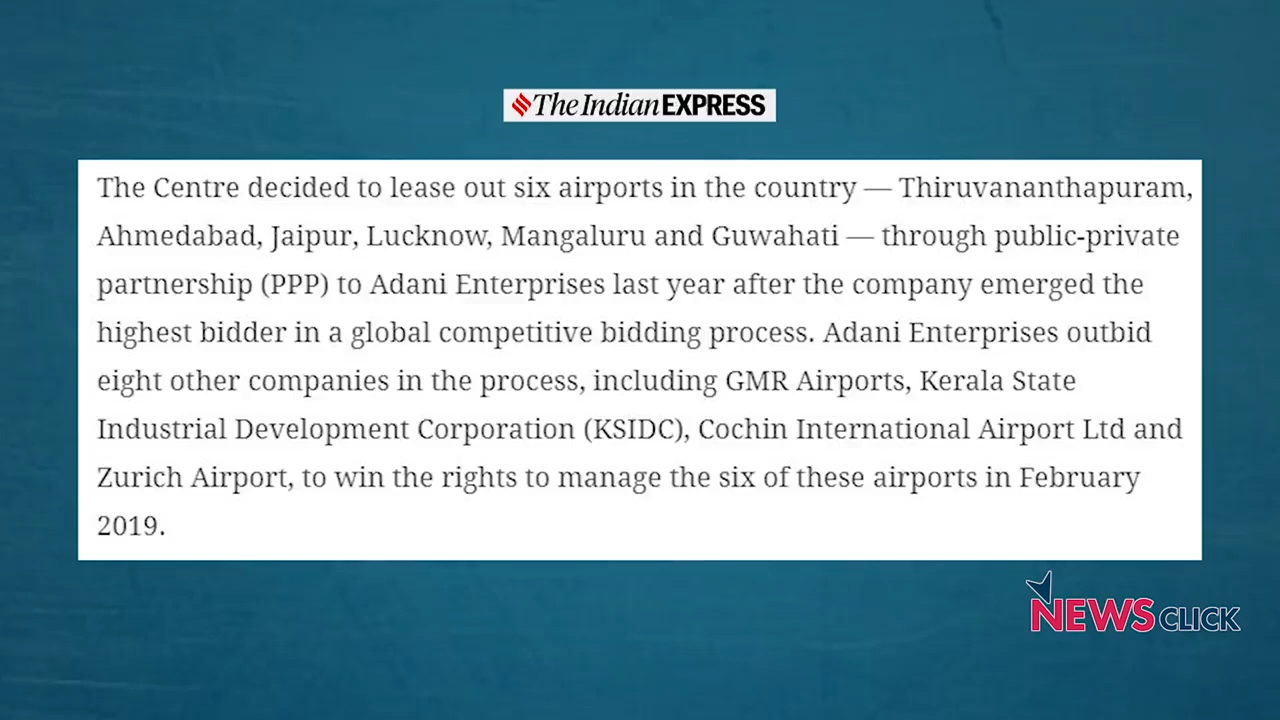 The Indian EXPRESS
The Centre decided to lease out six airports in the country — Thiruvananthapuram,
Ahmedabad, Jaipur, Lucknow, Mangaluru and Guwahati — through public-private
partnership (PPP) to Adani Enterprises last year after the company emerged the
highest bidder in a global competitive bidding process. Adani Enterprises outbid
eight other companies in the process, including GMR Airports, Kerala State
Industrial Development Corporation (KSIDC), Cochin International Airport Ltd and
Zurich Airport, to win the rights to manage the six of these airports in February
2019.
NEWSCLICK